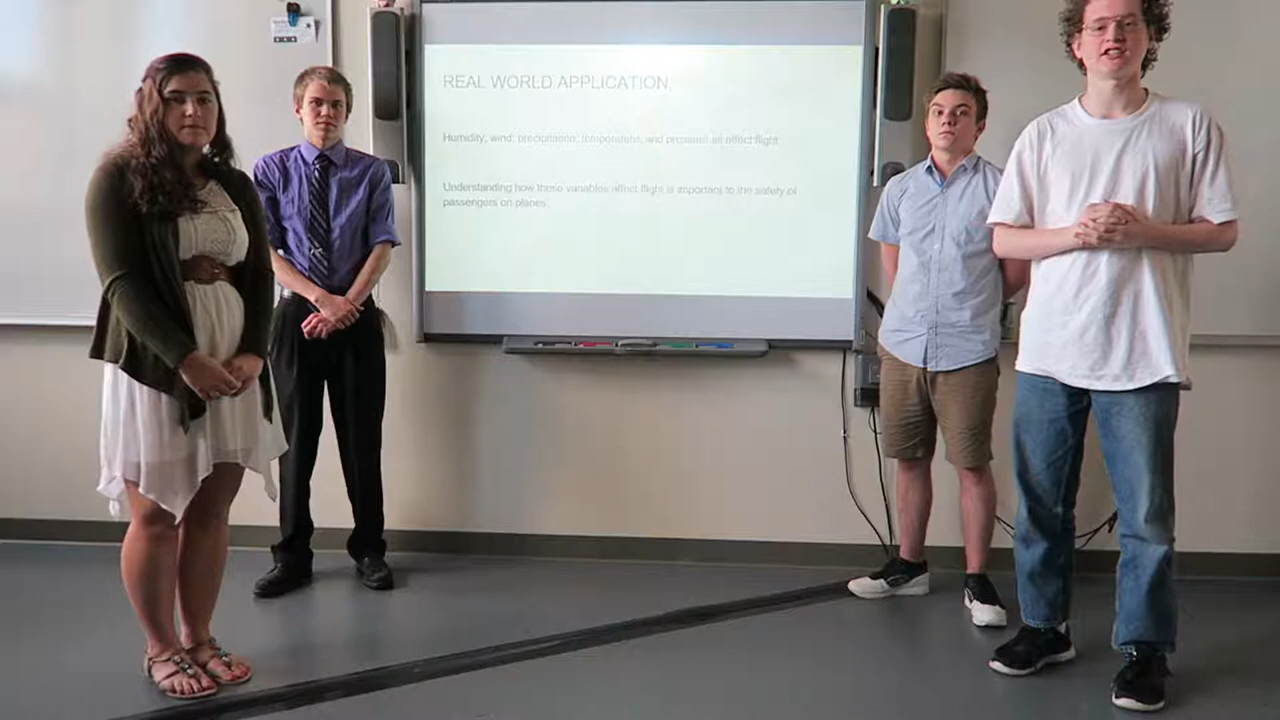 REAL WORLD APPLICATION
Humidity, wind, precipitation, temperature, and pressure all affect flight
Understanding how these variables affect flight is important to the safety of
passengers on planes.